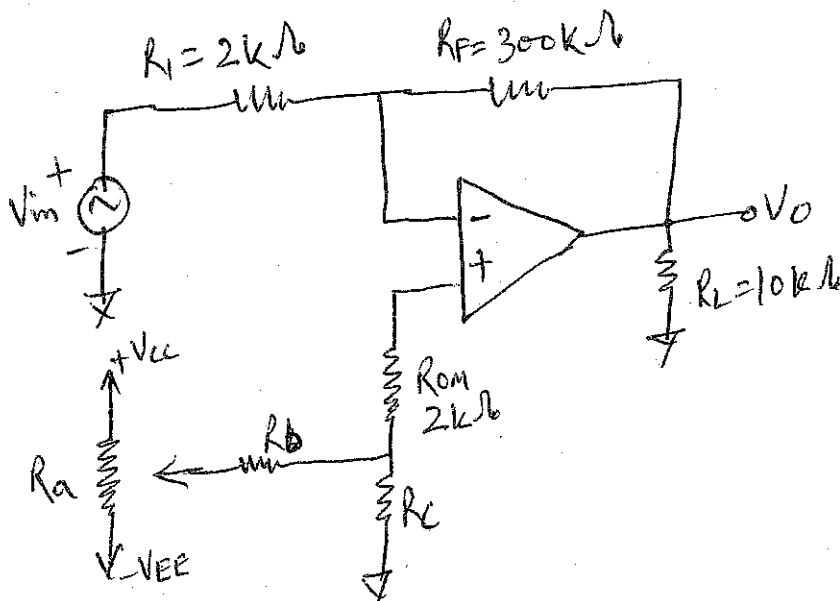 R1 = 2kΩ
RF = 300kΩ
Vin
+
-
-
+
VO
RL = 10kΩ
+VCC
ROM
2kΩ
Rb
Ra
RC
-VEE